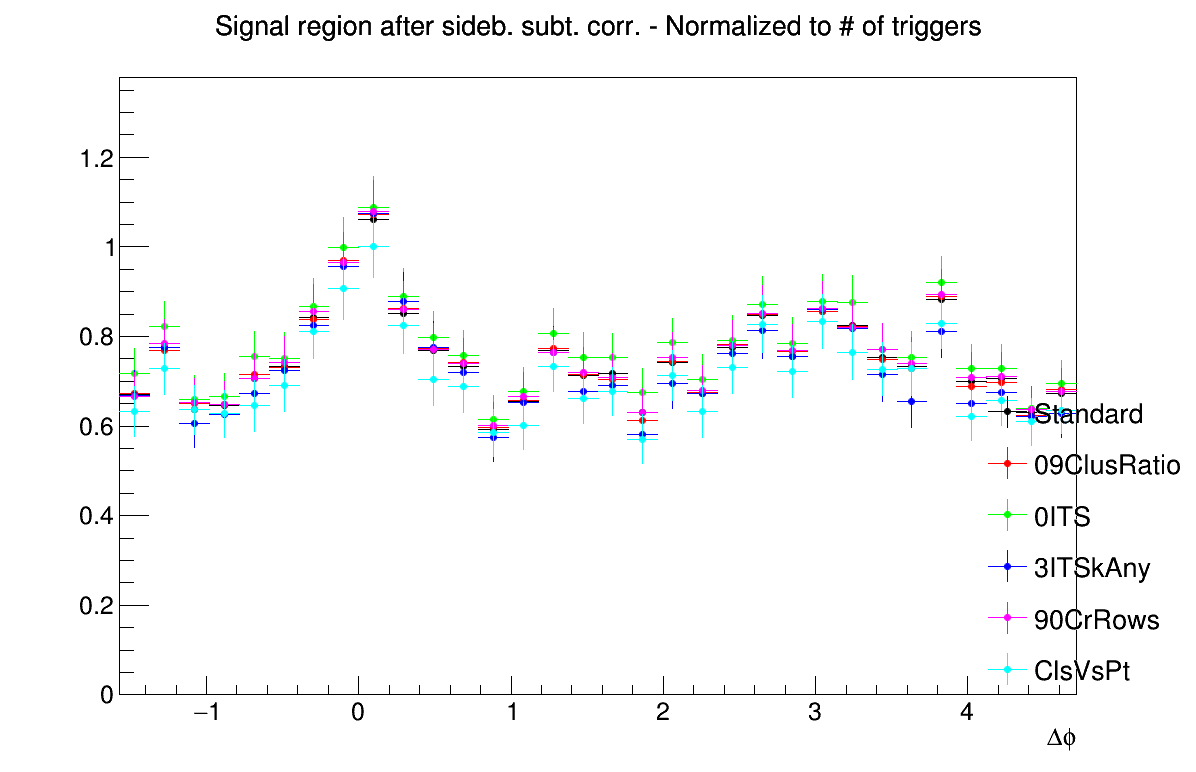 Signal region after sideb. subt. corr. - Normalized to # of triggers
1.2
1
0.8
0.6
0.4
0.2
0
−1 0 1 2 3 4
Δϕ
Standard
09ClusRatio
0ITS
3ITSkAny
90CrRows
ClsVsPt